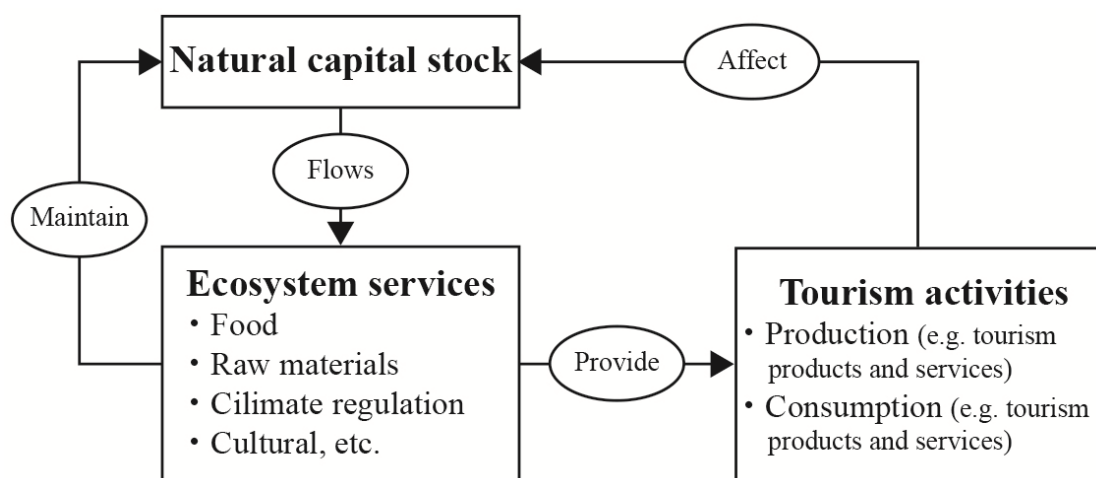 Natural capital stock
Affect
Flows
Maintain
Ecosystem services
・Food
・Raw materials
・Cilimate regulation
・Cultural, etc.
Provide
Tourism activities
・Production (e.g. tourism
products and services)
・Consumption (e.g. tourism
products and services)